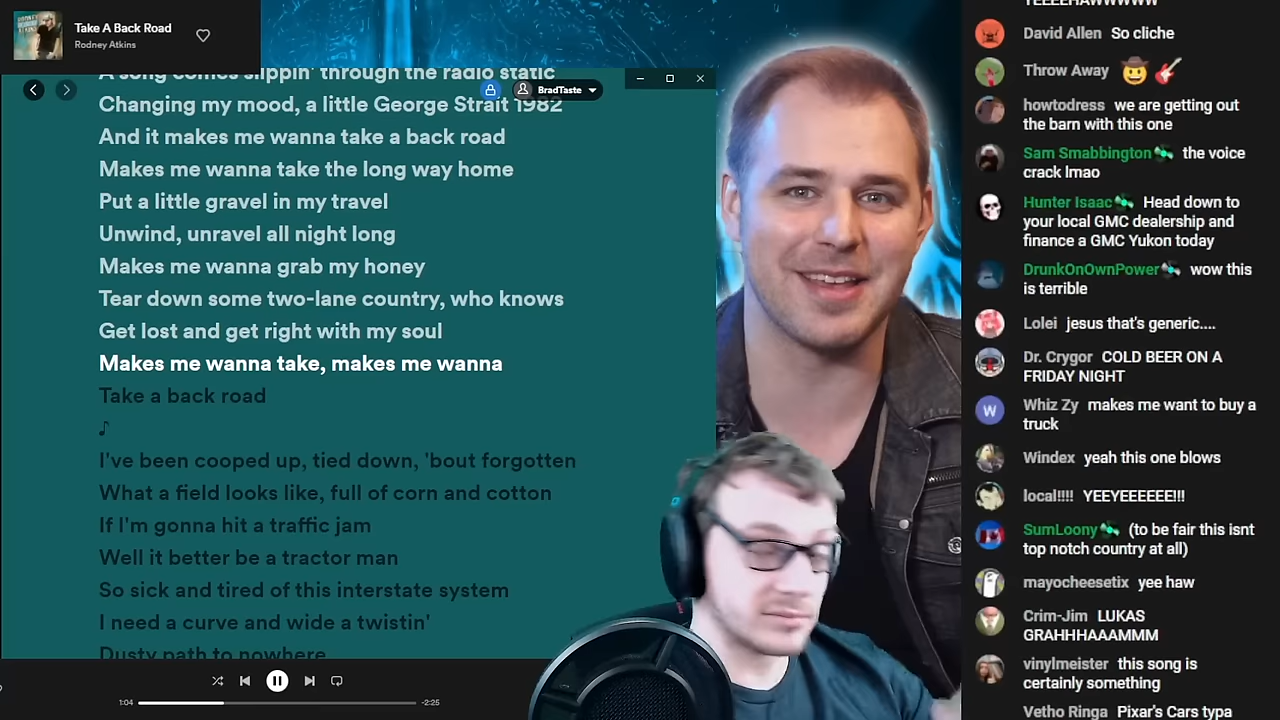 Take A Back Road
Rodney Atkins
BradTaste
A song comes slippin' through the radio static
Changing my mood, a little George Strait 1982
And it makes me wanna take a back road
Makes me wanna take the long way home
Put a little gravel in my travel
Unwind, unravel all night long
Makes me wanna grab my honey
Tear down some two-lane country, who knows
Get lost and get right with my soul
Makes me wanna take, makes me wanna
Take a back road
♪
I've been cooped up, tied down, 'bout forgotten
What a field looks like, full of corn and cotton
If I'm gonna hit a traffic jam
Well it better be a tractor man
So sick and tired of this interstate system
I need a curve and wide a twistin'
Dusty path to nowhere
1:04
-2:25
YEEEEHAWWWWW
David Allen So cliche
Throw Away 🤠🎸
howtodress we are getting out
the barn with this one
Sam Smabbington the voice
crack lmao
Hunter Isaac Head down to
your local GMC dealership and
finance a GMC Yukon today
DrunkOnOwnPower wow this
is terrible
Lolei jesus that's generic....
Dr. Crygor COLD BEER ON A
FRIDAY NIGHT
W
Whiz Zy makes me want to buy a
truck
Windex yeah this one blows
local!!!! YEEYEEEEEE!!!
SumLoony (to be fair this isnt
top notch country at all)
mayocheesetix yee haw
Crim-Jim LUKAS
GRAHHHAAAMMM
vinylmeister this song is
certainly something
Vetho Ringa Pixar's Cars typa